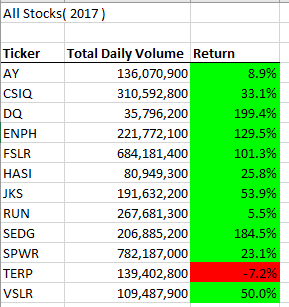 All Stocks( 2017 )
Ticker Total Daily Volume Return
AY 136,070,900 8.9%
CSIQ 310,592,800 33.1%
DQ 35,796,200 199.4%
ENPH 221,772,100 129.5%
FSLR 684,181,400 101.3%
HASI 80,949,300 25.8%
JKS 191,632,200 53.9%
RUN 267,681,300 5.5%
SEDG 206,885,200 184.5%
SPWR 782,187,000 23.1%
TERP 139,402,800 -7.2%
VSLR 109,487,900 50.0%